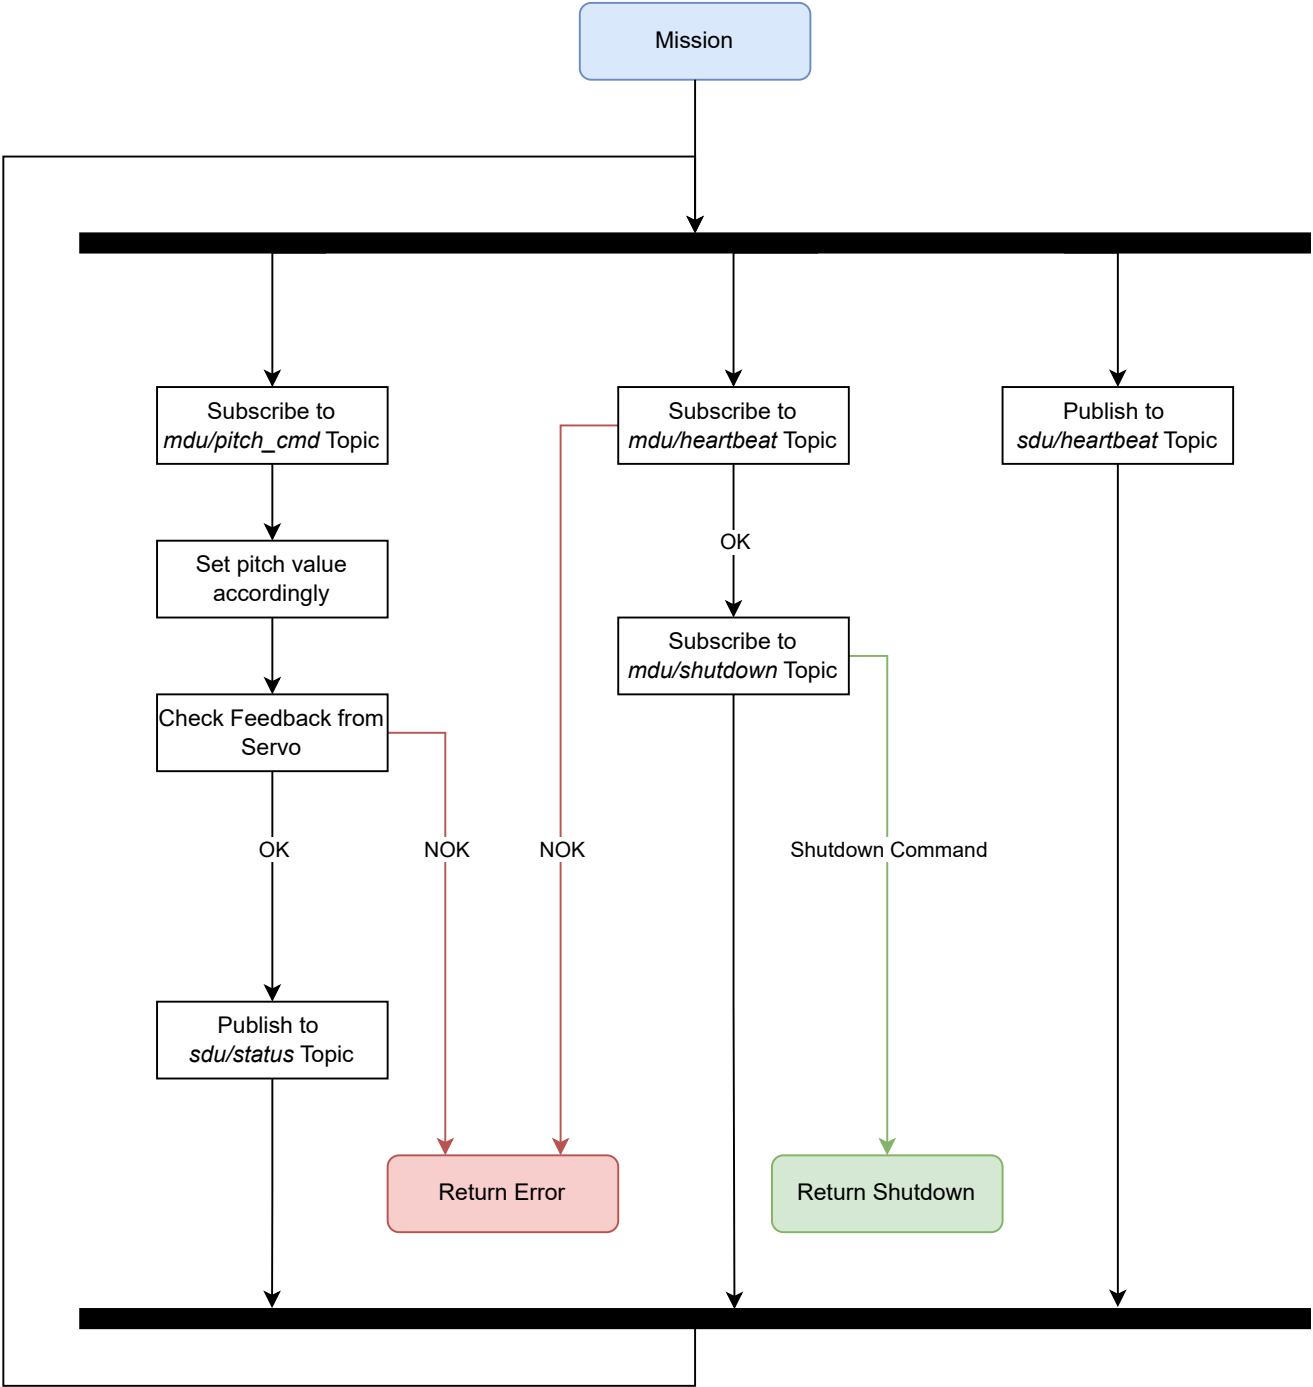 Mission
Subscribe to
mdu/pitch_cmd Topic
Subscribe to
mdu/heartbeat Topic
Publish to
sdu/heartbeat Topic
OK
Set pitch value
accordingly
Subscribe to
mdu/shutdown Topic
Check Feedback from
Servo
OK
NOK
NOK
Shutdown Command
Publish to
sdu/status Topic
Return Error
Return Shutdown